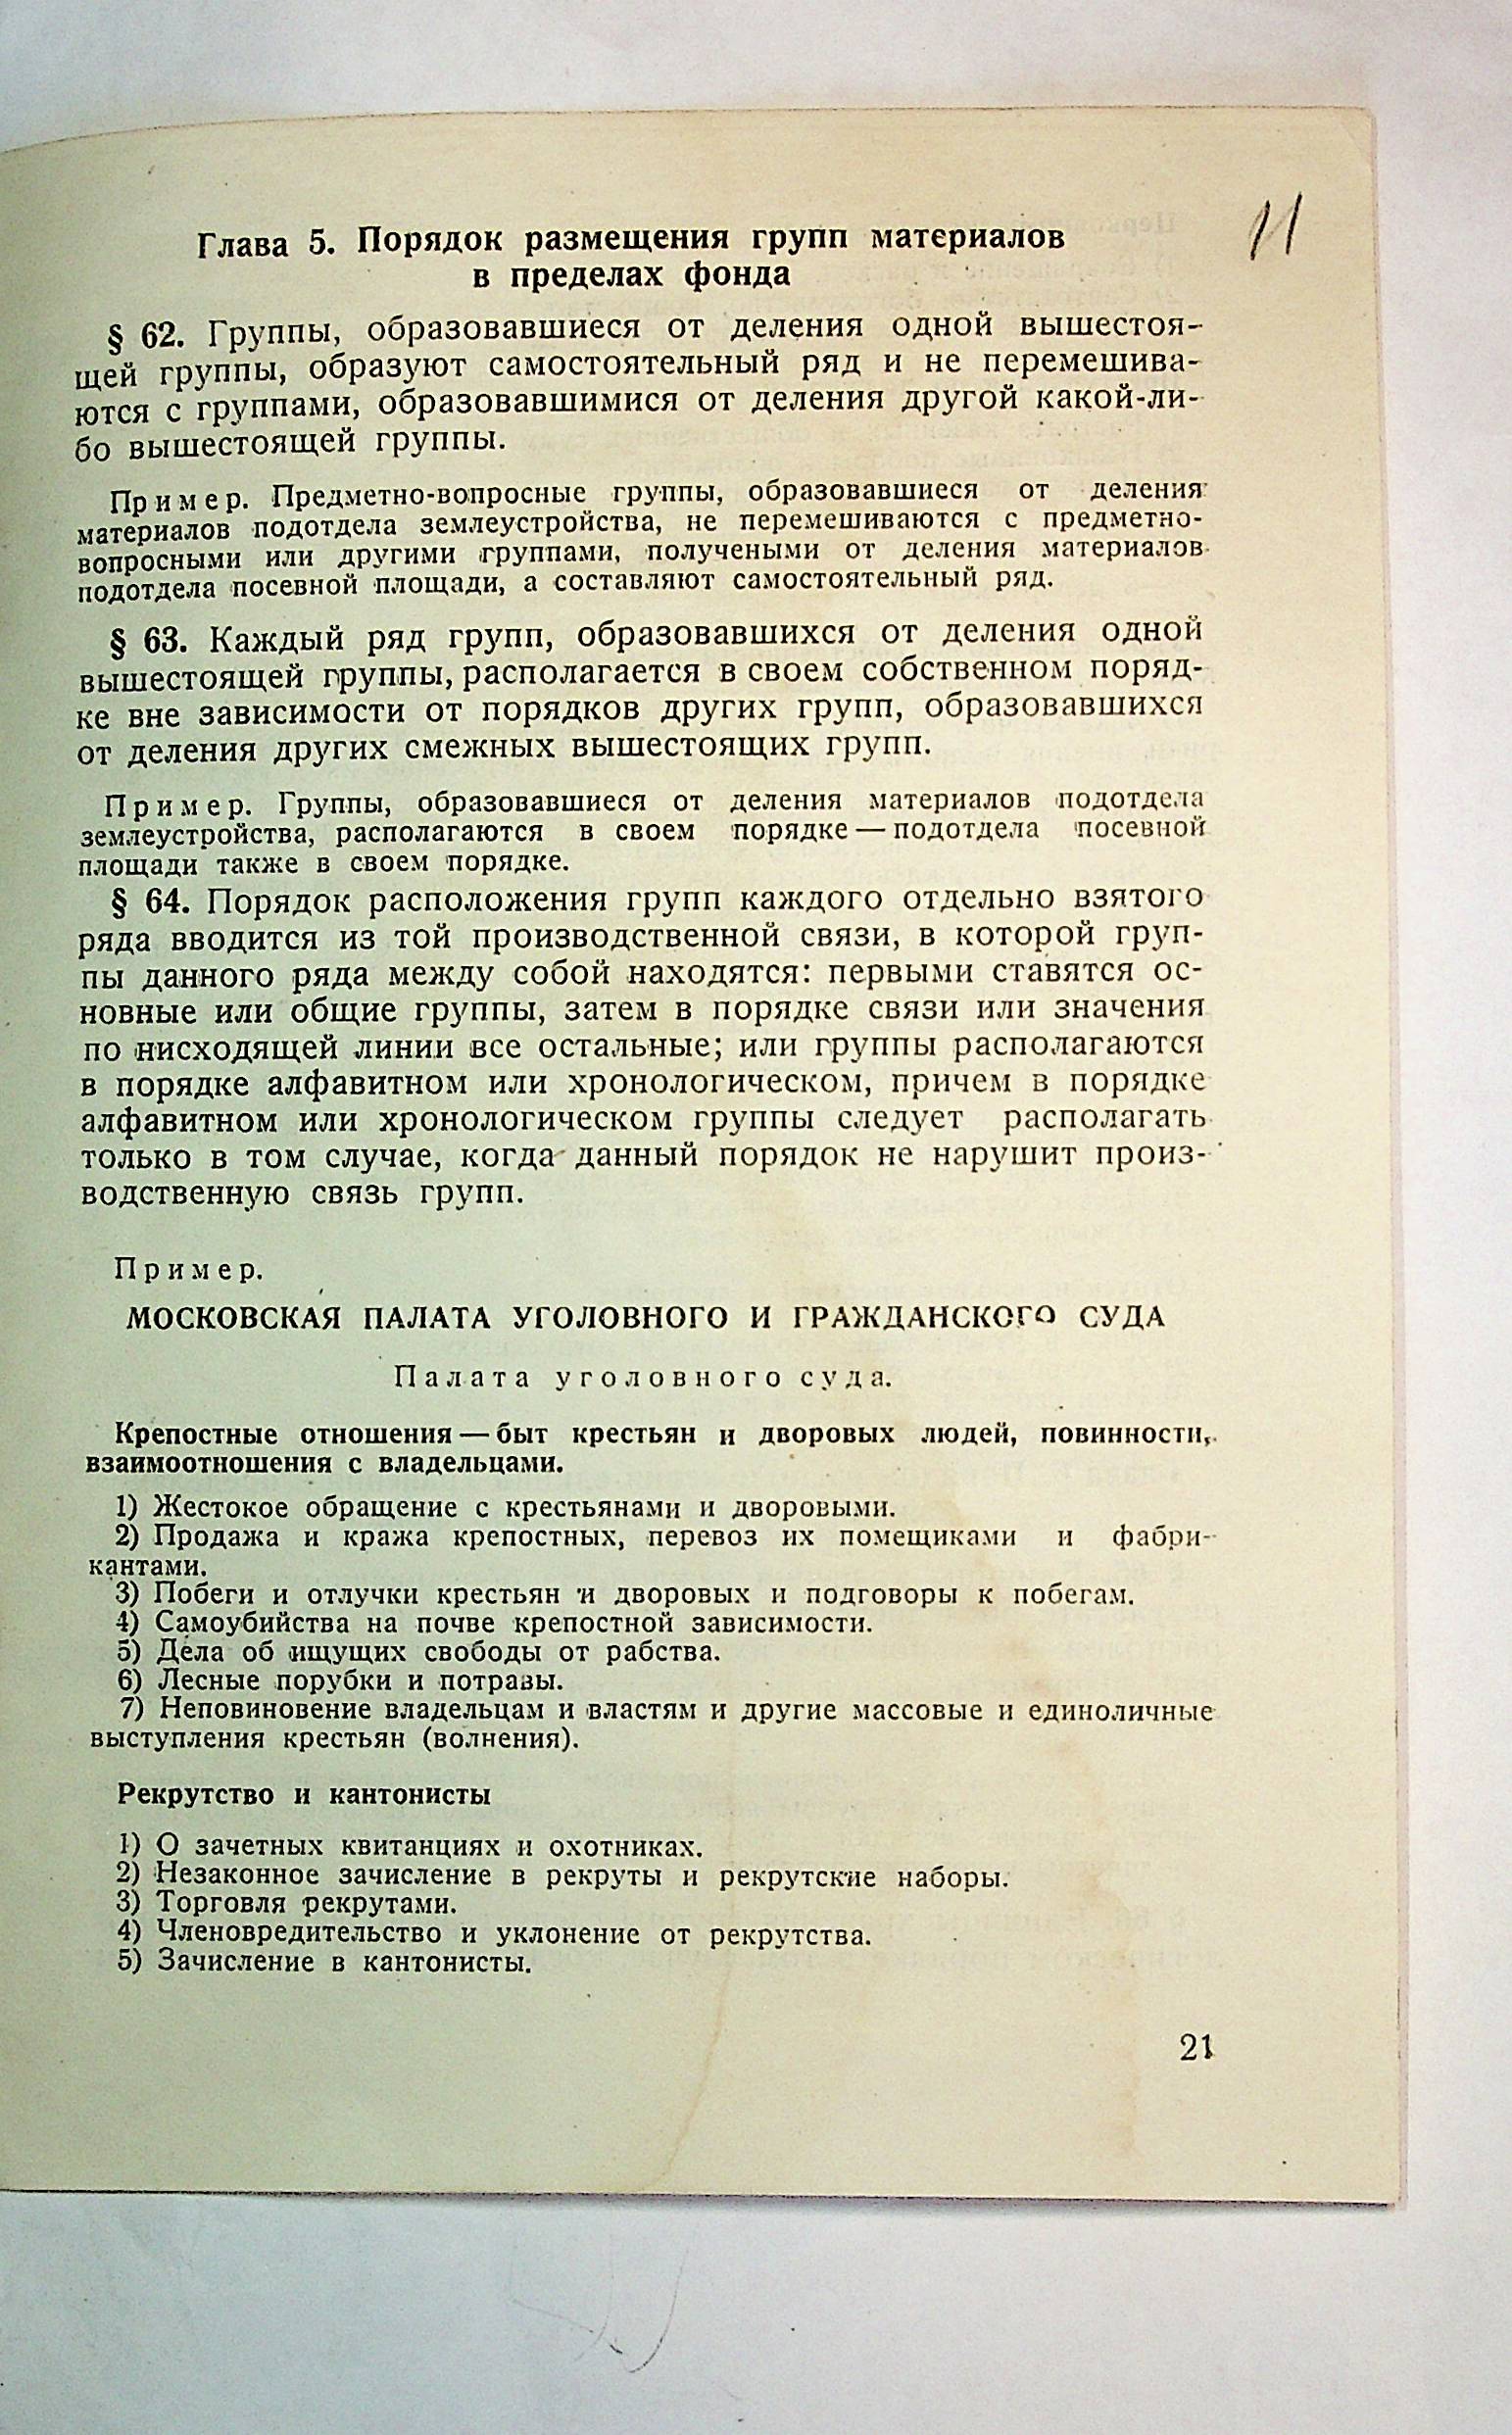 11
Глава 5. Порядок размещения групп материалов
в пределах фонда
§ 62. Группы, образовавшиеся от деления одной вышестоя-
щей группы, образуют самостоятельный ряд и не перемешива-
ются с группами, образовавшимися от деления другой какой-ли-
бо вышестоящей группы.
Пример. Предметно-вопросные группы, образовавшиеся от деления
материалов подотдела землеустройства, не перемешиваются с предметно-
вопросными или другими группами, получеными от деления материалов
подотдела посевной площади, а составляют самостоятельный ряд.
§ 63. Каждый ряд групп, образовавшихся от деления одной
вышестоящей группы, располагается в своем собственном поряд-
ке вне зависимости от порядков других групп, образовавшихся
от деления других смежных вышестоящих групп.
Пример. Группы, образовавшиеся от деления материалов подотдела
землеустройства, располагаются в своем порядке — подотдела посевной
площади также в своем порядке.
§ 64. Порядок расположения групп каждого отдельно взятого
ряда вводится из той производственной связи, в которой груп-
пы данного ряда между собой находятся: первыми ставятся ос-
новные или общие группы, затем в порядке связи или значения
по нисходящей линии все остальные; или группы располагаются
в порядке алфавитном или хронологическом, причем в порядке
алфавитном или хронологическом группы следует располагать
только в том случае, когда данный порядок не нарушит произ-
водственную связь групп.
Пример.
МОСКОВСКАЯ ПАЛАТА УГОЛОВНОГО И ГРАЖДАНСКОГО СУДА
Палата уголовного суда.
Крепостные отношения — быт крестьян и дворовых людей, повинности,
взаимоотношения с владельцами.
1) Жестокое обращение с крестьянами и дворовыми.
2) Продажа и кража крепостных, перевоз их помещиками и фабри-
кантами.
3) Побеги и отлучки крестьян и дворовых и подговоры к побегам.
4) Самоубийства на почве крепостной зависимости.
5) Дела об ищущих свободы от рабства.
6) Лесные порубки и потравы.
7) Неповиновение владельцам и властям и другие массовые и единоличные
выступления крестьян (волнения).
Рекрутство и кантонисты
1) О зачетных квитанциях и охотниках.
2) Незаконное зачисление в рекруты и рекрутские наборы.
3) Торговля рекрутами.
4) Членовредительство и уклонение от рекрутства.
5) Зачисление в кантонисты.
21